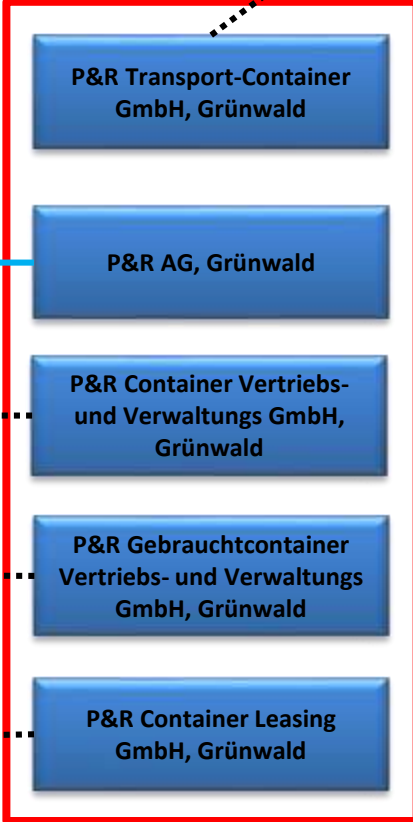 P&R Transport-Container
GmbH, Grünwald
P&R AG, Grünwald
P&R Container Vertriebs-
und Verwaltungs GmbH,
Grünwald
P&R Gebrauchtcontainer
Vertriebs- und Verwaltungs
GmbH, Grünwald
P&R Container Leasing
GmbH, Grünwald